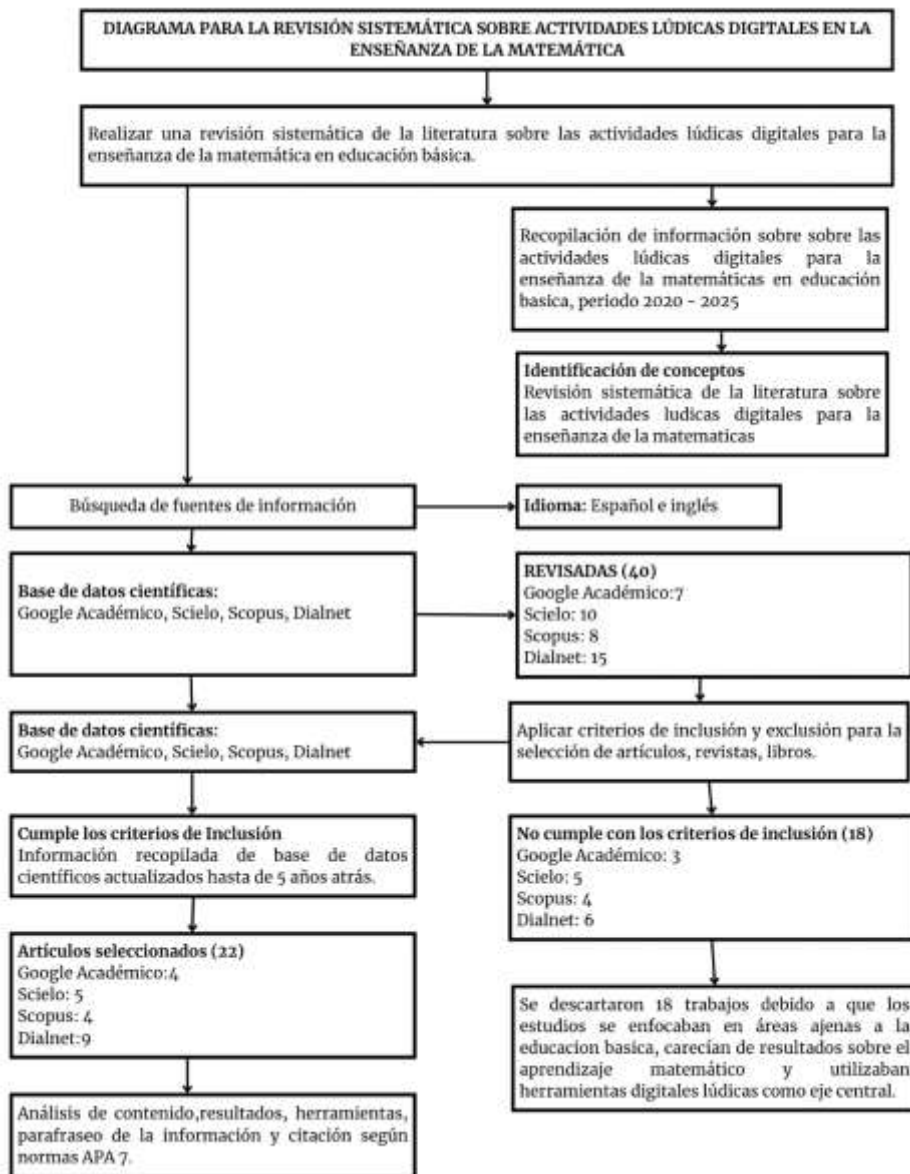 DIAGRAMA PARA LA REVISIÓN SISTEMÁTICA SOBRE ACTIVIDADES LÚDICAS DIGITALES EN LA
ENSEÑANZA DE LA MATEMÁTICA
Realizar una revisión sistemática de la literatura sobre las actividades lúdicas digitales para la
enseñanza de la matemática en educación básica.
Recopilación de información sobre sobre las
actividades lúdicas digitales para la
enseñanza de la matemáticas en educación
basica, periodo 2020 - 2025
Identificación de conceptos
Revisión sistemática de la literatura sobre
las actividades ludicas digitales para la
enseñanza de la matematicas
Búsqueda de fuentes de información
Idioma: Español e inglés
Base de datos científicas:
Google Académico, Scielo, Scopus, Dialnet
REVISADAS (40)
Google Académico:7
Scielo: 10
Scopus: 8
Dialnet: 15
Base de datos científicas:
Google Académico, Scielo, Scopus, Dialnet
Aplicar criterios de inclusión y exclusión para la
selección de artículos, revistas, libros.
Cumple los criterios de Inclusión
Información recopilada de base de datos
científicos actualizados hasta de 5 años atrás.
No cumple con los criterios de inclusión (18)
Google Académico: 3
Scielo: 5
Scopus: 4
Dialnet: 6
Artículos seleccionados (22)
Google Académico:4
Scielo: 5
Scopus: 4
Dialnet:9
Se descartaron 18 trabajos debido a que los
estudios se enfocaban en áreas ajenas a la
educacion basica, carecían de resultados sobre el
aprendizaje matemático y utilizaban
herramientas digitales lúdicas como eje central.
Análisis de contenido,resultados, herramientas,
parafraseo de la información y citación según
normas APA 7.